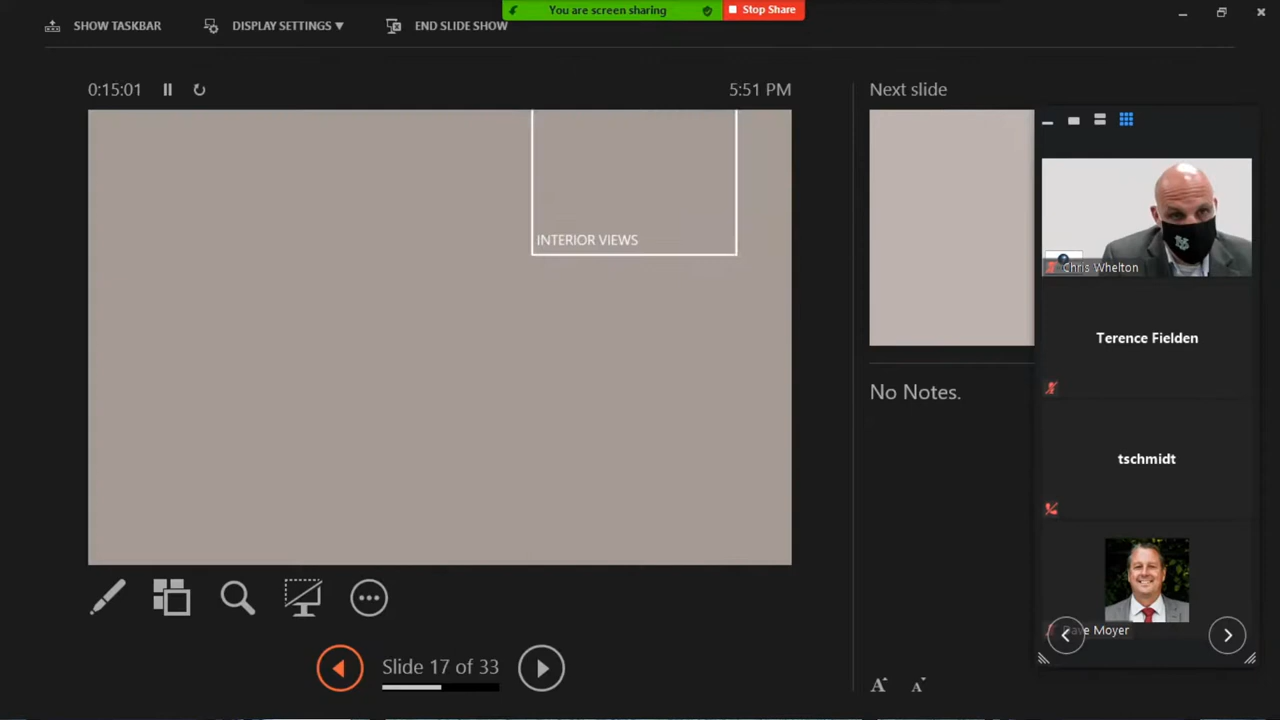 You are screen sharing
Stop Share
SHOW TASKBAR
DISPLAY SETTINGS
END SLIDE SHOW
0:15:01
5:51 PM
Next slide
INTERIOR VIEWS
Chris Whelton
Terence Fielden
No Notes.
tschmidt
Dave Moyer
Slide 17 of 33
A A